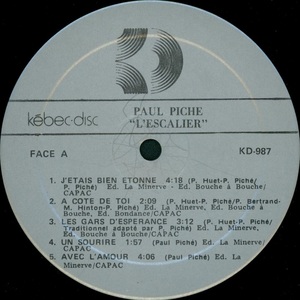 kébec-disc
PAUL PICHE
"L'ESCALIER"
FACE A
KD-987
1. J'ETAIS BIEN ETONNE 4:18 (P. Huet-P. Piché/
P. Piché) Ed. La Minerve - Ed. Bouche à Bouche/
CAPAC
2. A COTE DE TOI 2:09 (P. Huet-P. Piché/P. Bertrand-
M. Hinton-P. Piché) Ed. La Minerve, Ed. Bouche à
Bouche, Ed. Bondance/CAPAC
3. LES GARS D'ESPERANCE 3:12 (P. Huet-P. Piché/
Traditionnel adapté par P. Piché) Ed. La Minerve,
Ed. Bouche à Bouche/CAPAC
4. UN SOURIRE 1:57 (Paul Piché) Ed. La Minerve/
CAPAC
5. AVEC L'AMOUR 4:06 (Paul Piché) Ed. La
Minerve/CAPAC